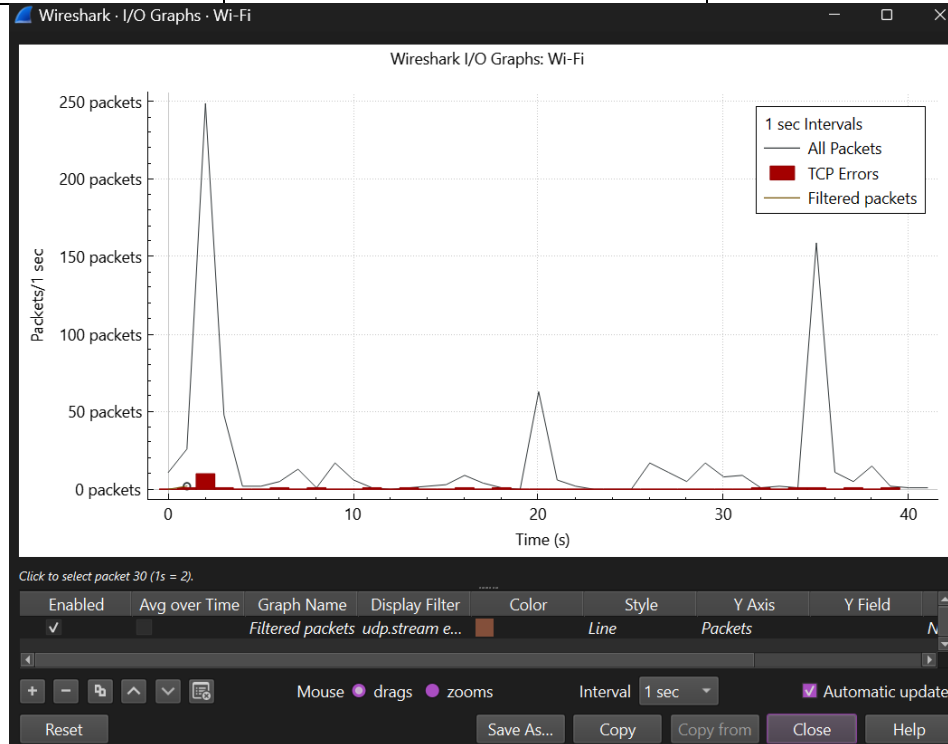 Wireshark · I/O Graphs · Wi-Fi
Wireshark I/O Graphs: Wi-Fi
250 packets
200 packets
150 packets
100 packets
50 packets
0 packets
Packets/1 sec
1 sec Intervals
All Packets
TCP Errors
Filtered packets
0 10 20 30 40
Time (s)
Click to select packet 30 (1s = 2).
Enabled Avg over Time Graph Name Display Filter Color Style Y Axis Y Field
Filtered packets udp.stream e... Line Packets N
Mouse drags zooms Interval 1 sec Automatic update
Reset Save As... Copy Copy from Close Help